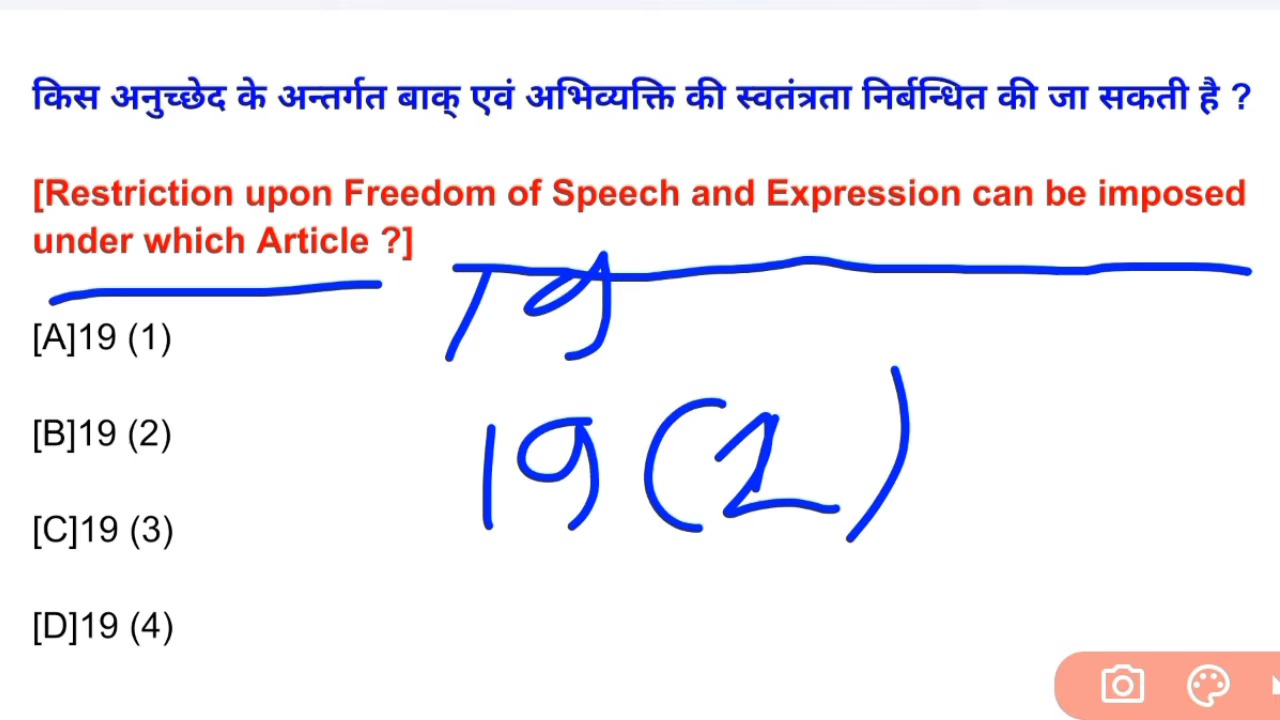 किस अनुच्छेद के अन्तर्गत बाक् एवं अभिव्यक्ति की स्वतंत्रता निर्बन्धित की जा सकती है ?
[Restriction upon Freedom of Speech and Expression can be imposed
under which Article ?]
19
[A]19 (1)
[B]19 (2)
19 (2)
[C]19 (3)
[D]19 (4)